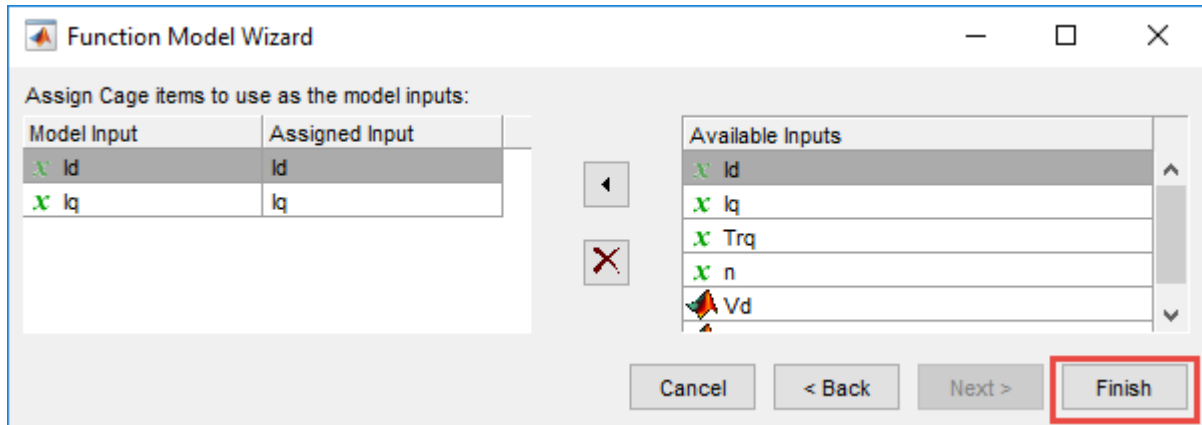 Function Model Wizard
Assign Cage items to use as the model inputs:
Model Input Assigned Input
x Id Id
x Iq Iq
Available Inputs
x Id
x Iq
x Trq
x n
Vd
Cancel < Back Next > Finish